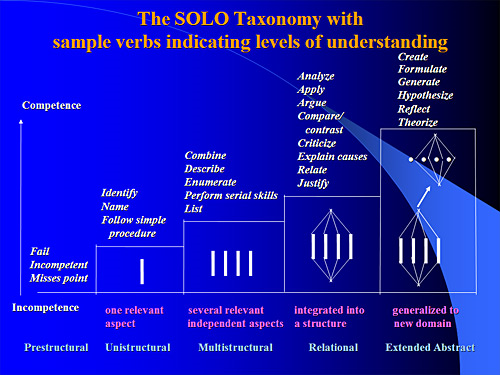 The SOLO Taxonomy with
sample verbs indicating levels of understanding
Competence
Fail
Incompetent
Misses point
Identify
Name
Follow simple
procedure
Combine
Describe
Enumerate
Perform serial skills
List
Analyze
Apply
Argue
Compare/
contrast
Criticize
Explain causes
Relate
Justify
Create
Formulate
Generate
Hypothesize
Reflect
Theorize
Incompetence
one relevant
aspect
several relevant
independent aspects
integrated into
a structure
generalized to
new domain
Prestructural
Unistructural
Multistructural
Relational
Extended Abstract